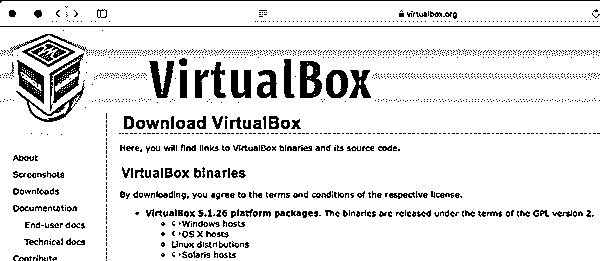 virtualbox.org
VirtualBox
Download VirtualBox
Here, you will find links to VirtualBox binaries and its source code.
VirtualBox binaries
By downloading, you agree to the terms and conditions of the respective license.
• VirtualBox 5.1.26 platform packages. The binaries are released under the terms of the GPL version 2.
Windows hosts
OS X hosts
Linux distributions
Solaris hosts
About
Screenshots
Downloads
Documentation
End-user docs
Technical docs
Contribute